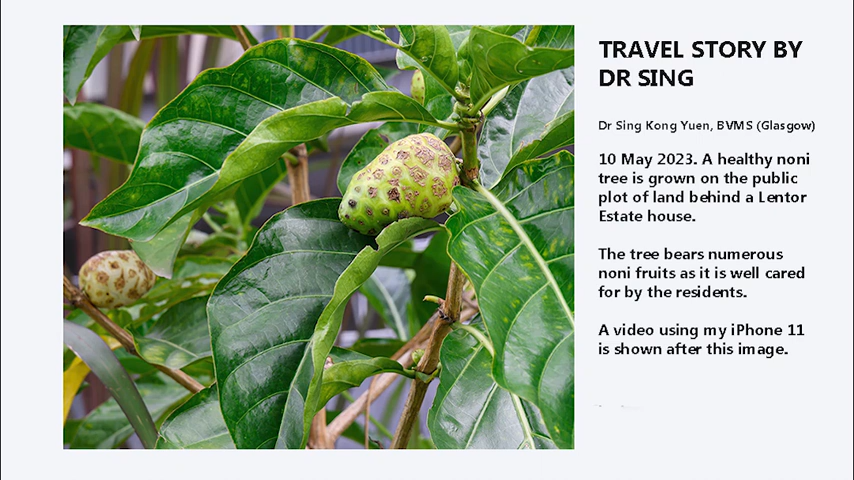 TRAVEL STORY BY
DR SING
Dr Sing Kong Yuen, BVMS (Glasgow)
10 May 2023. A healthy noni
tree is grown on the public
plot of land behind a Lentor
Estate house.
The tree bears numerous
noni fruits as it is well cared
for by the residents.
A video using my iPhone 11
is shown after this image.